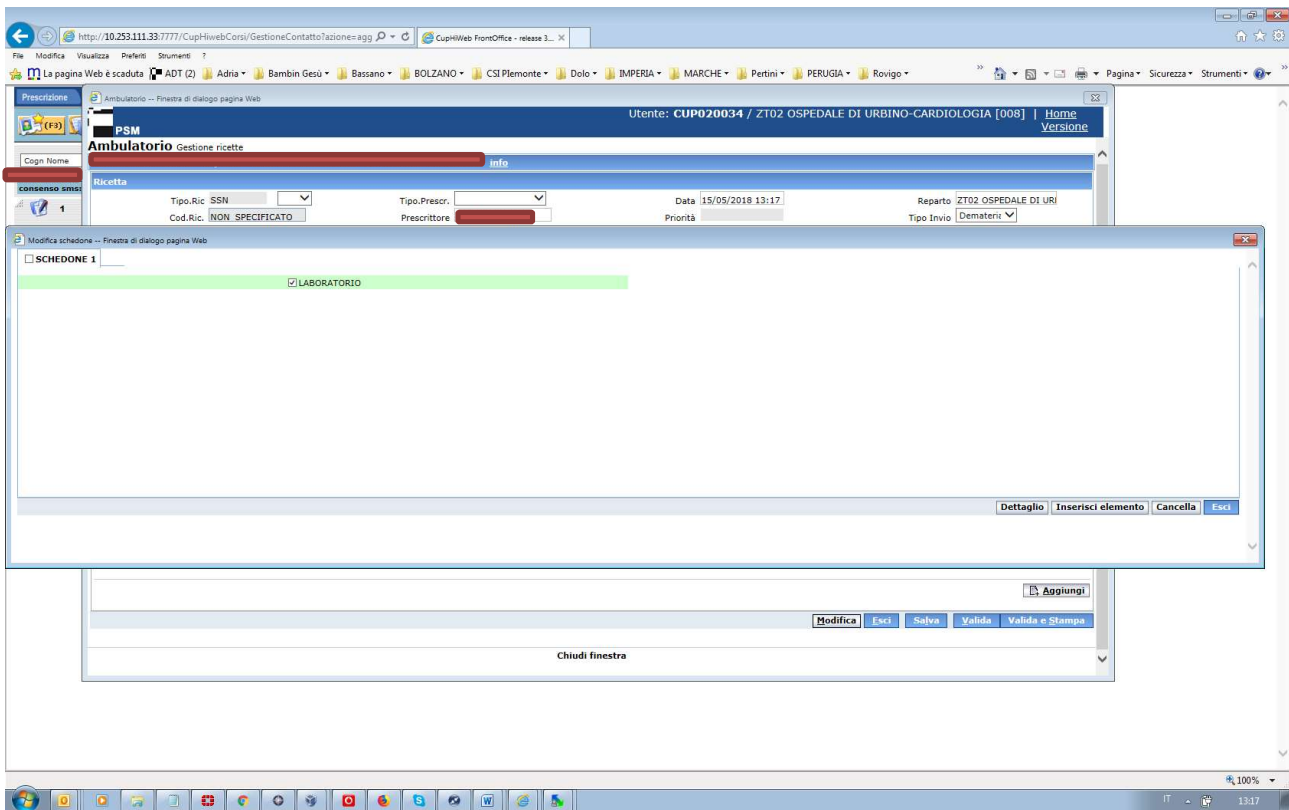 http://10.253.111.33:7777/CupHiwebCorsi/GestioneContatto?azione=agg
CupHiWeb FrontOffice - release 3...
File Modifica Visualizza Preferiti Strumenti ?
La pagina Web è scaduta ADT (2) Adria Bambin Gesù Bassano BOLZANO CSI PIemonte Dolo IMPERIA MARCHE Pertini PERUGIA Rovigo » Pagina Sicurezza Strumenti »
Prescrizione
Ambulatorio -- Finestra di dialogo pagina Web
(F3)
PSM
Utente: CUP020034 / ZT02 OSPEDALE DI URBINO-CARDIOLOGIA [008] | Home
Versione
Ambulatorio Gestione ricette
Cogn Nome
info
consenso sms:
Ricetta
1
Tipo.Ric SSN Tipo.Prescr. Data 15/05/2018 13:17 Reparto ZT02 OSPEDALE DI URI
Cod.Ric. NON SPECIFICATO Prescrittore Priorità Tipo Invio Demateria
Modifica schedone -- Finestra di dialogo pagina Web
SCHEDONE 1
LABORATORIO
Dettaglio Inserisci elemento Cancella Esci
Aggiungi
Modifica Esci Salva Valida Valida e Stampa
Chiudi finestra
100%
IT 13:17